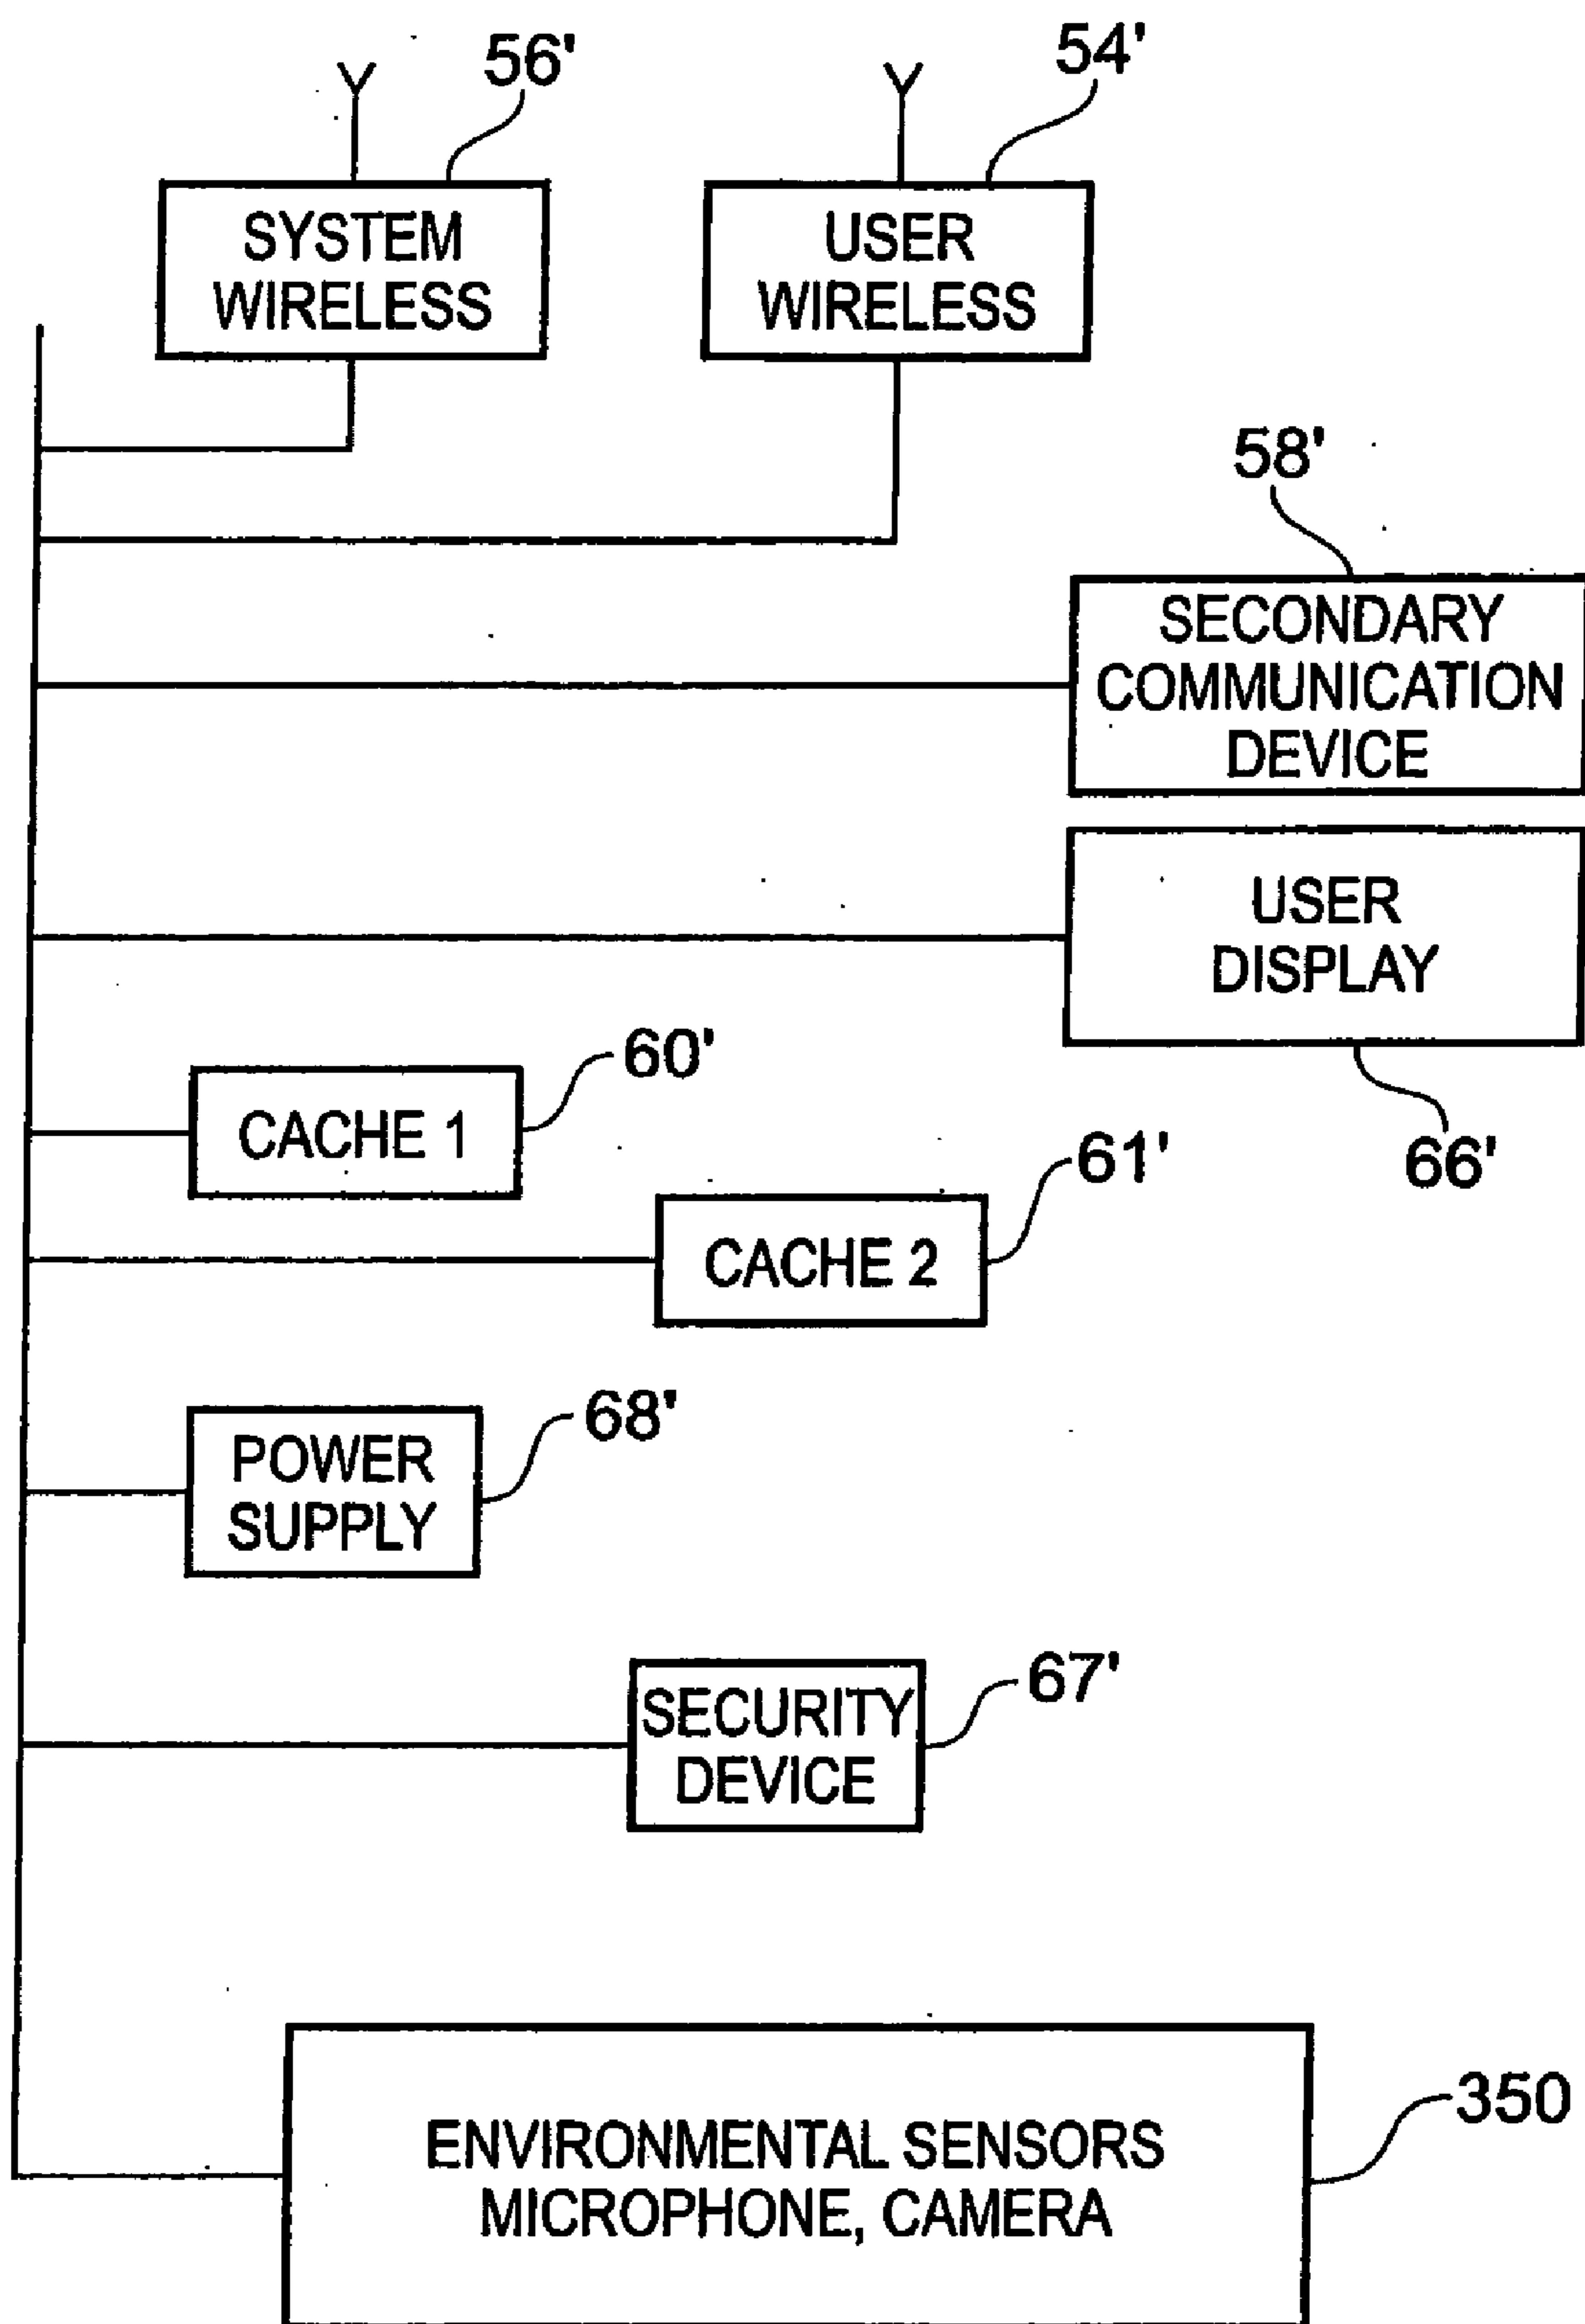 56'
54'
SYSTEM
WIRELESS
USER
WIRELESS
58'
SECONDARY
COMMUNICATION
DEVICE
USER
DISPLAY
66'
60'
CACHE 1
61'
CACHE 2
68'
POWER
SUPPLY
67'
SECURITY
DEVICE
350
ENVIRONMENTAL SENSORS
MICROPHONE, CAMERA